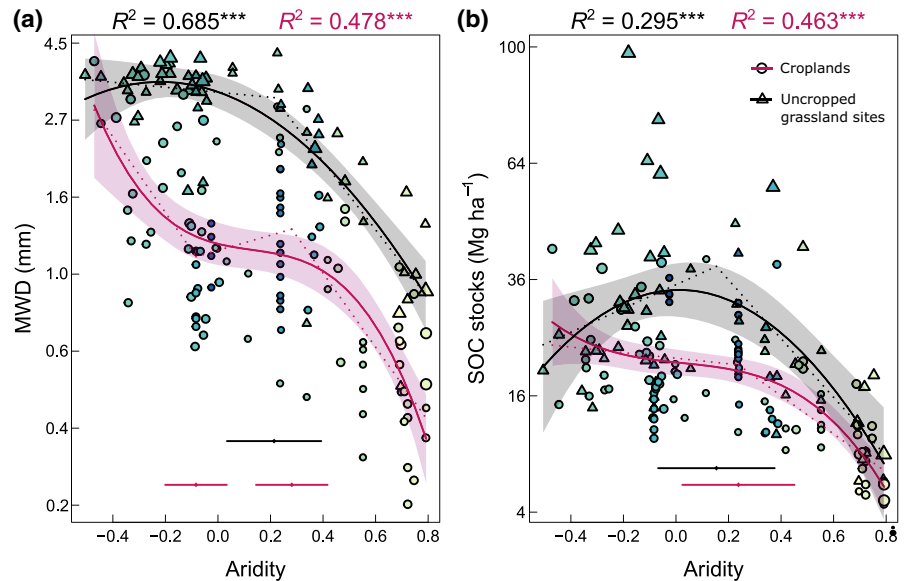 (a) R² = 0.685*** R² = 0.478*** (b) R² = 0.295*** R² = 0.463***
MWD (mm)
4.5
2.7
1.6
1.0
0.6
0.4
0.2
−0.4 −0.2 0.0 0.2 0.4 0.6 0.8
Aridity
SOC stocks (Mg ha⁻¹)
100
64
36
16
4
Croplands
Uncropped
grassland sites
−0.4 −0.2 0.0 0.2 0.4 0.6 0.8
Aridity